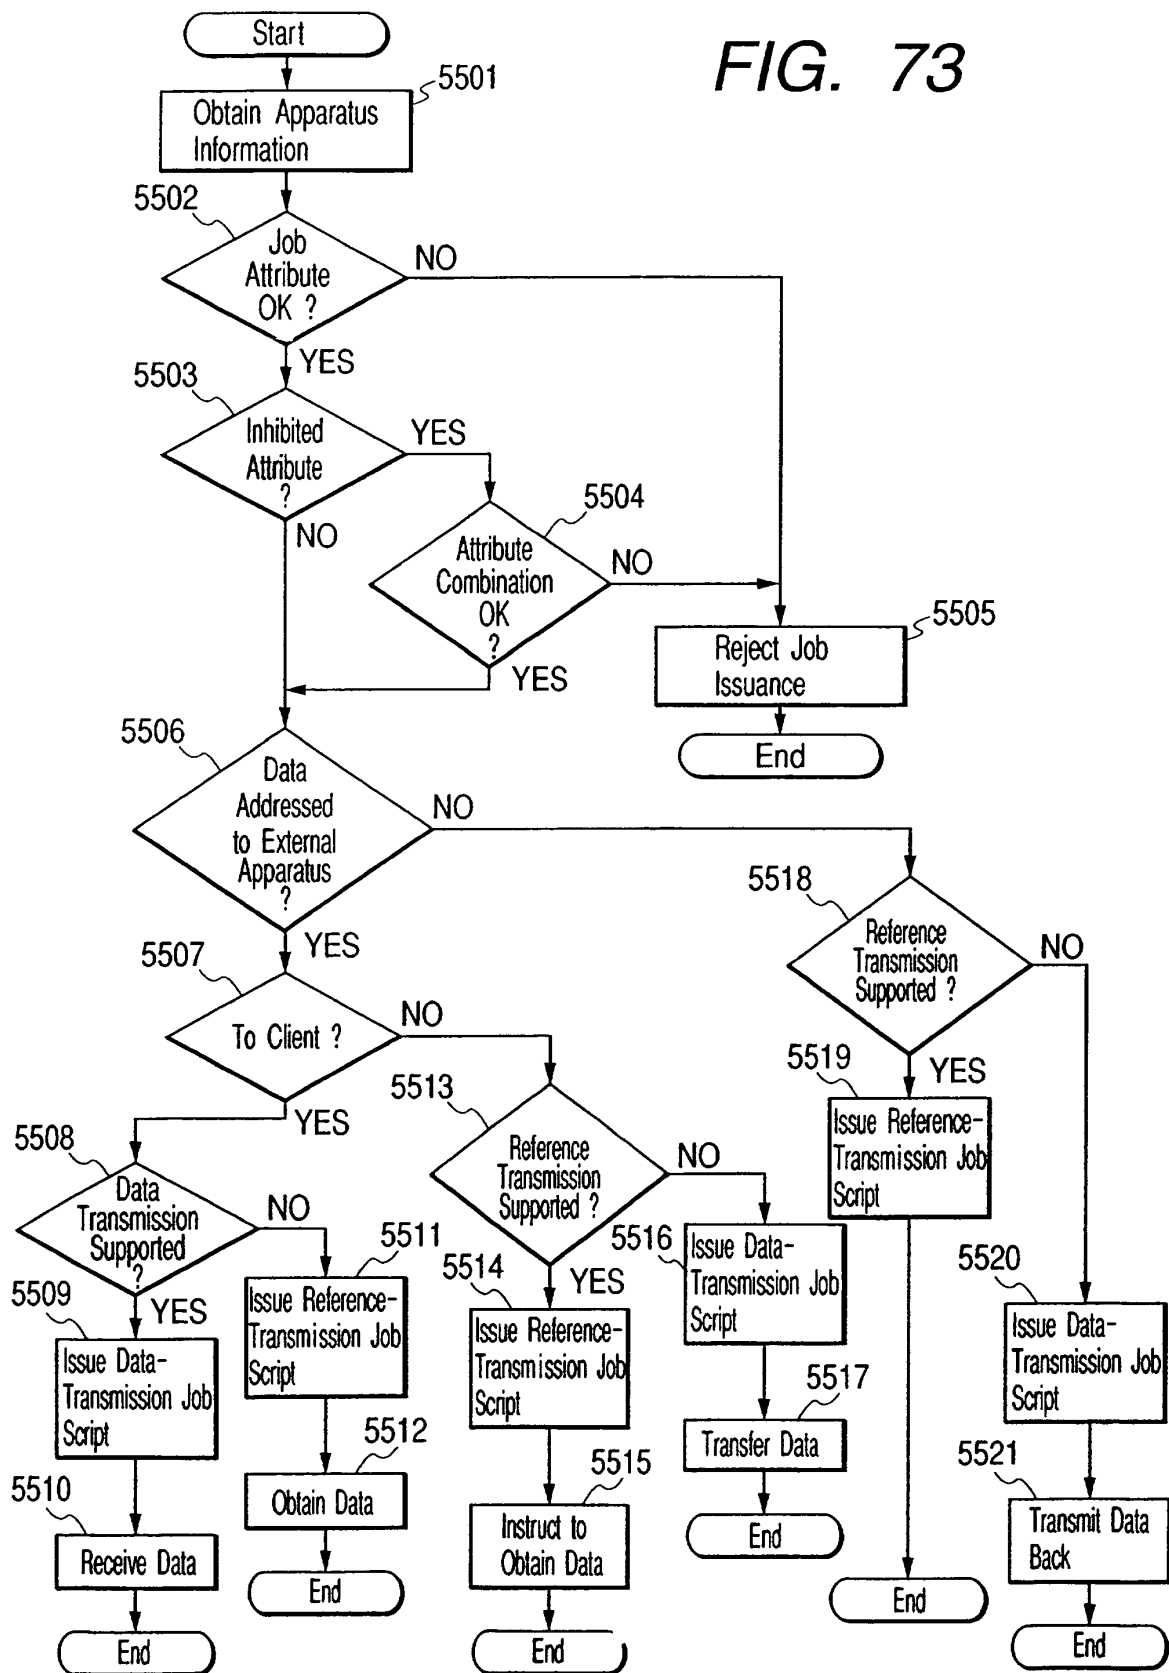 FIG. 73
Start
5501
Obtain Apparatus
Information
5502
Job
Attribute
OK ?
NO
YES
5503
Inhibited
Attribute
?
YES
NO
5504
Attribute
Combination
OK
?
NO
YES
5505
Reject Job
Issuance
End
5506
Data
Addressed
to External
Apparatus
?
NO
YES
5507
To Client ?
NO
YES
5508
Data
Transmission
Supported
?
NO
YES
5509
Issue Data-
Transmission Job
Script
5510
Receive Data
End
5511
Issue Reference-
Transmission Job
Script
5512
Obtain Data
End
5513
Reference
Transmission
Supported ?
NO
YES
5514
Issue Reference-
Transmission Job
Script
5515
Instruct to
Obtain Data
End
5516
Issue Data-
Transmission Job
Script
5517
Transfer Data
End
5518
Reference
Transmission
Supported ?
NO
YES
5519
Issue Reference-
Transmission Job
Script
End
5520
Issue Data-
Transmission Job
Script
5521
Transmit Data
Back
End